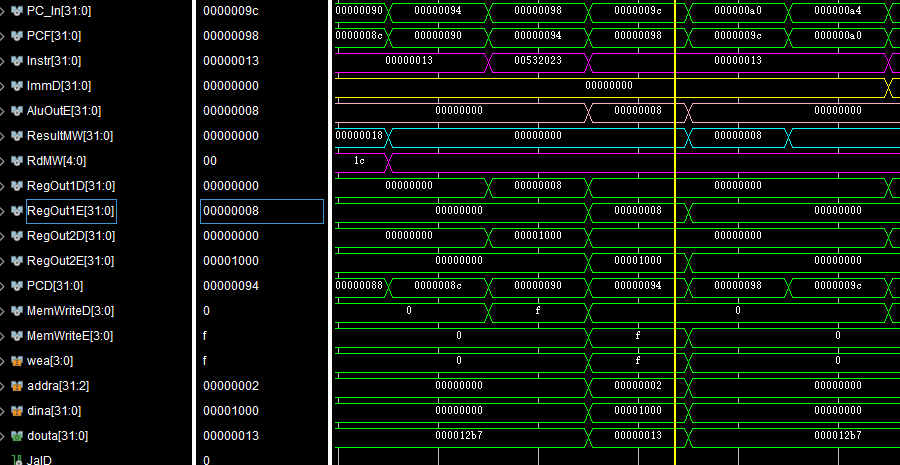 PC_In[31:0] 0000009c 00000090 00000094 00000098 0000009c 000000a0 000000a4
PCF[31:0] 00000098 0000008c 00000090 00000094 00000098 0000009c 000000a0
Instr[31:0] 00000013 00000013 00532023 00000013
ImmD[31:0] 00000000 00000000
AluOutE[31:0] 00000008 00000000 00000008 00000000
ResultMW[31:0] 00000000 00000018 00000000 00000008
RdMW[4:0] 00 1c
RegOut1D[31:0] 00000000 00000000 00000008 00000000
RegOut1E[31:0] 00000008 00000000 00000008 00000000
RegOut2D[31:0] 00000000 00000000 00001000 00000000
RegOut2E[31:0] 00001000 00000000 00001000 00000000
PCD[31:0] 00000094 00000088 0000008c 00000090 00000094 00000098 0000009c
MemWriteD[3:0] 0 0 f 0
MemWriteE[3:0] f 0 f 0
wea[3:0] f 0 f 0
addra[31:2] 00000002 00000000 00000002 00000000
dina[31:0] 00001000 00000000 00001000 00000000
douta[31:0] 00000013 000012b7 00000013 000012b7
JalD 0